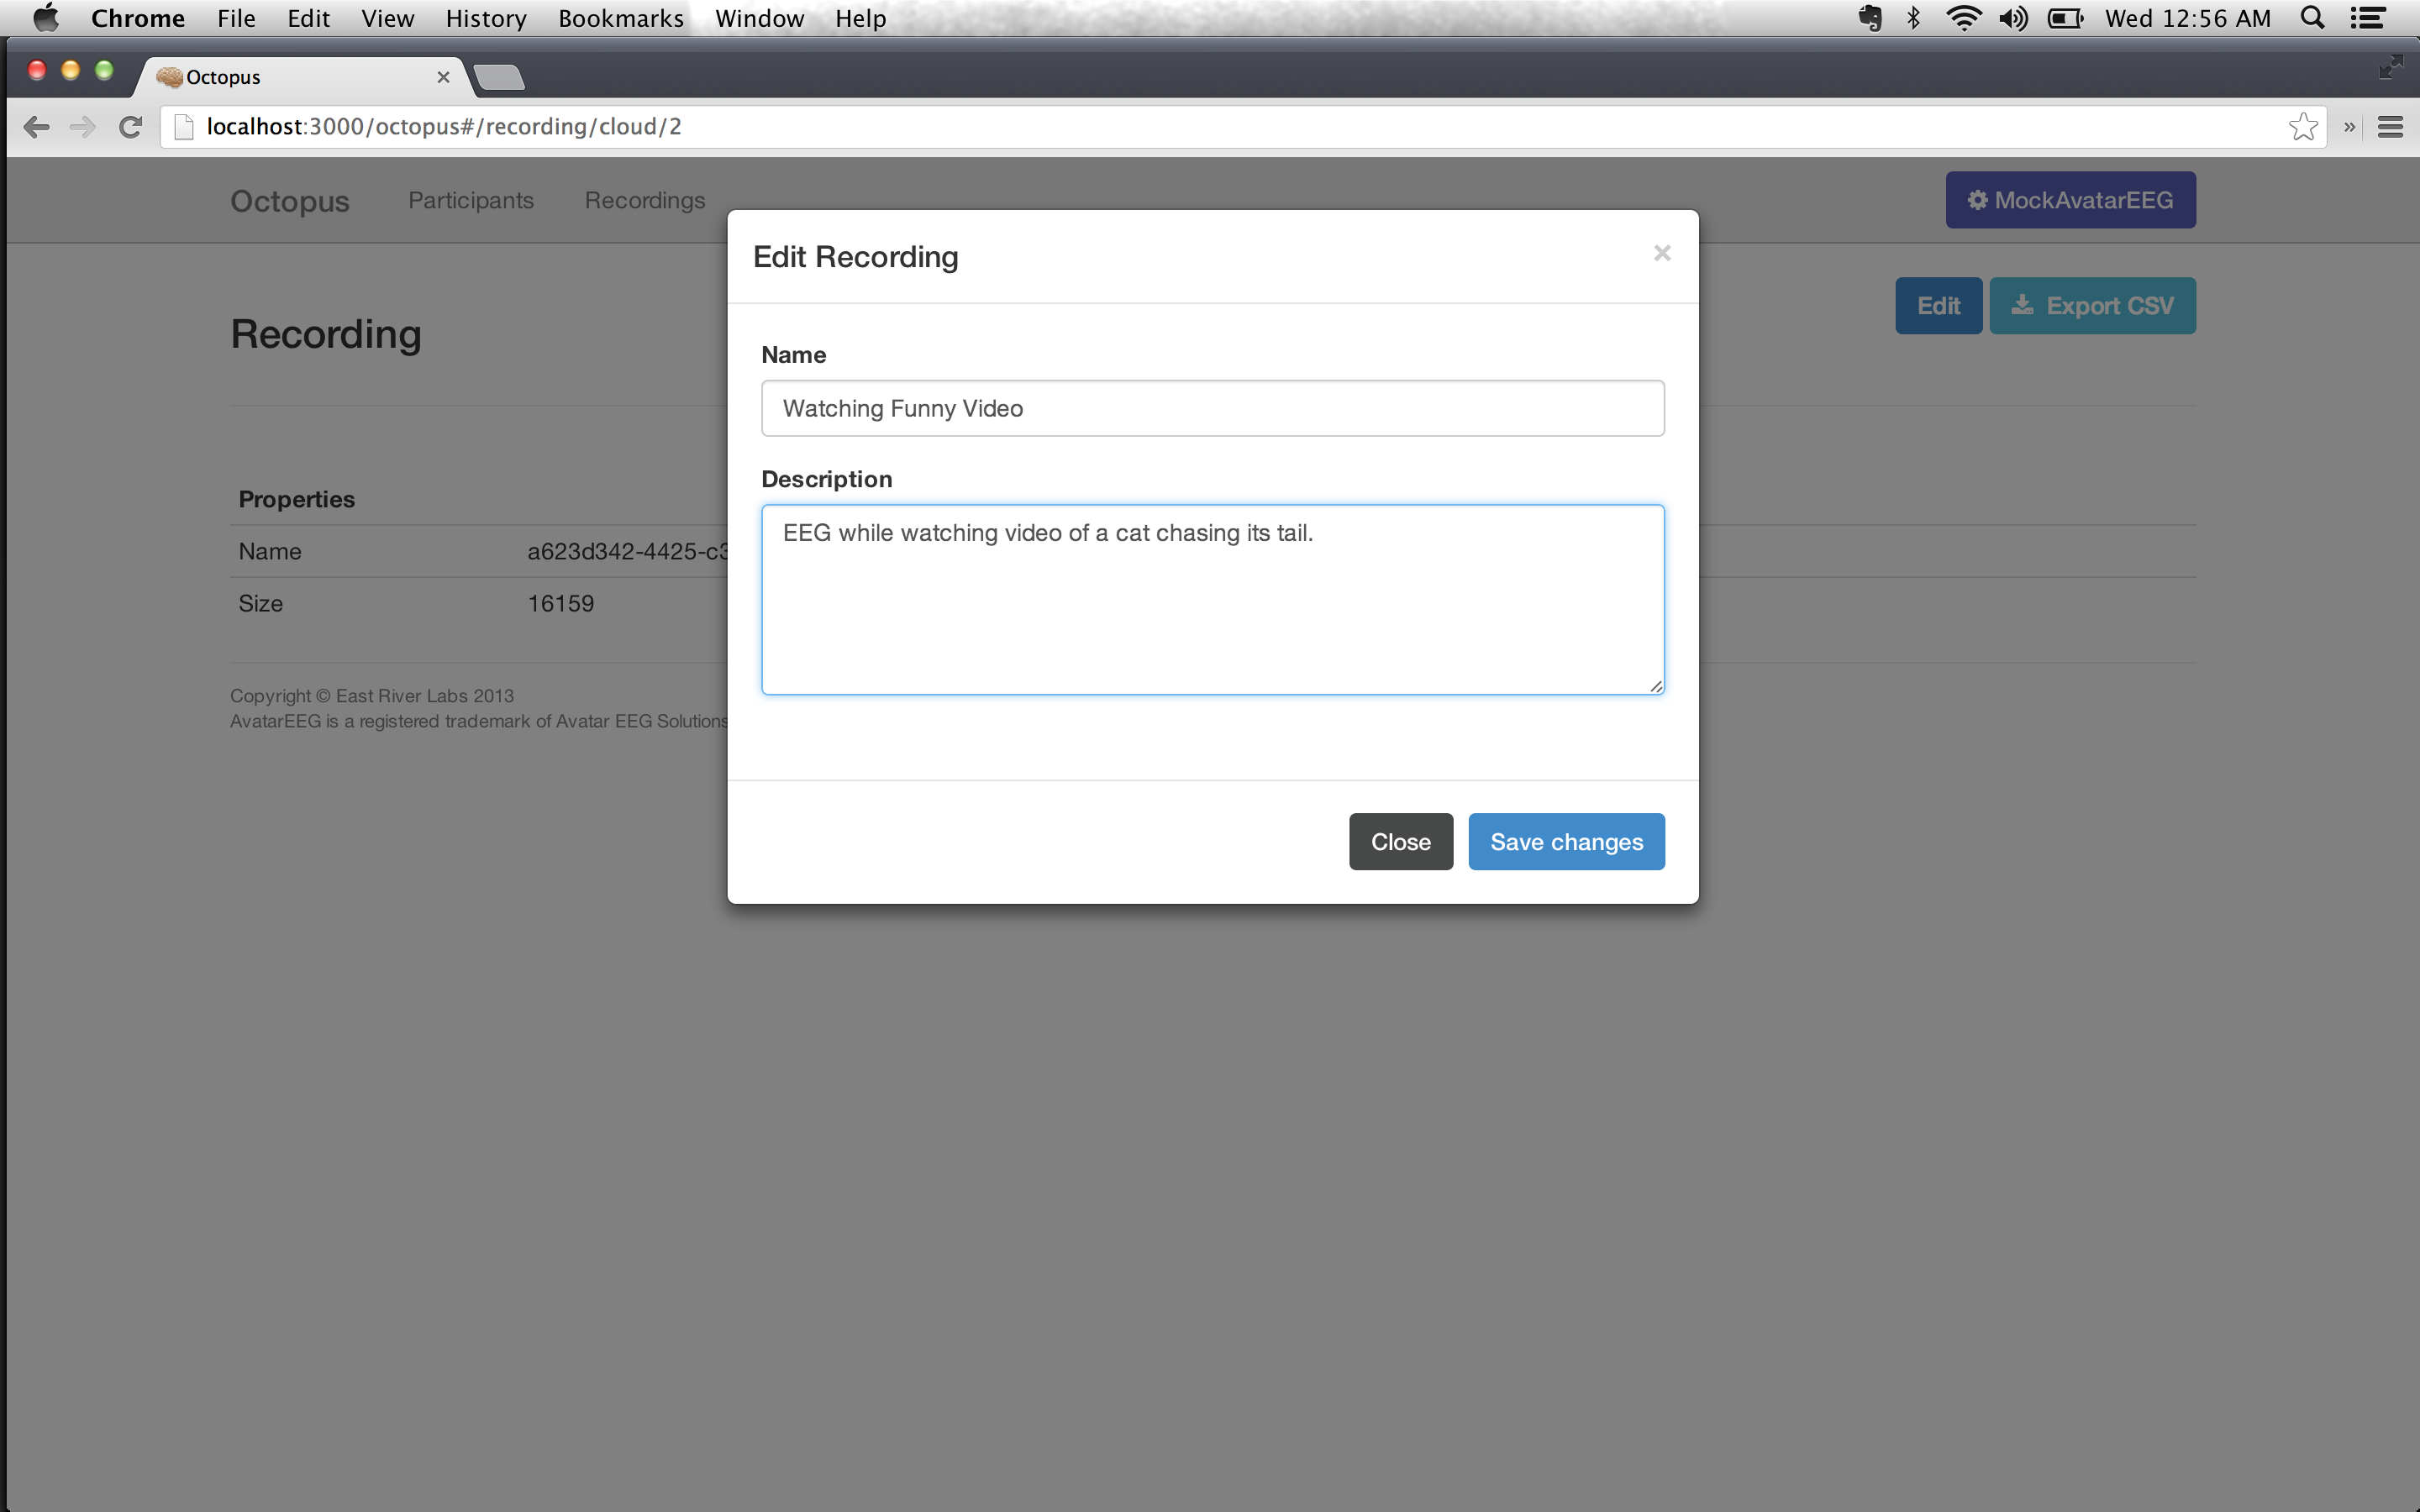 Chrome File Edit View History Bookmarks Window Help Wed 12:56 AM
Octopus
localhost:3000/octopus#/recording/cloud/2
Octopus Participants Recordings MockAvatarEEG
Edit Recording
Edit Export CSV
Recording
Name
Watching Funny Video
Description
EEG while watching video of a cat chasing its tail.
Properties
Name a623d342-4425-c3
Size 16159
Copyright © East River Labs 2013
AvatarEEG is a registered trademark of Avatar EEG Solutions
Close Save changes